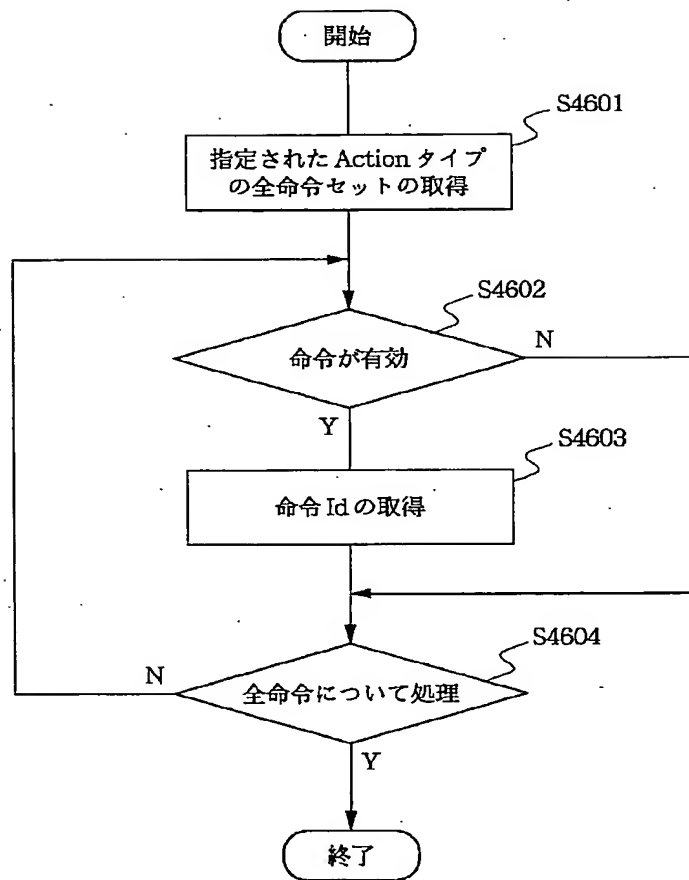 開始
S4601
指定されたActionタイプ
の全命令セットの取得
S4602
命令が有効
N
Y
S4603
命令Idの取得
S4604
N
全命令について処理
Y
終了